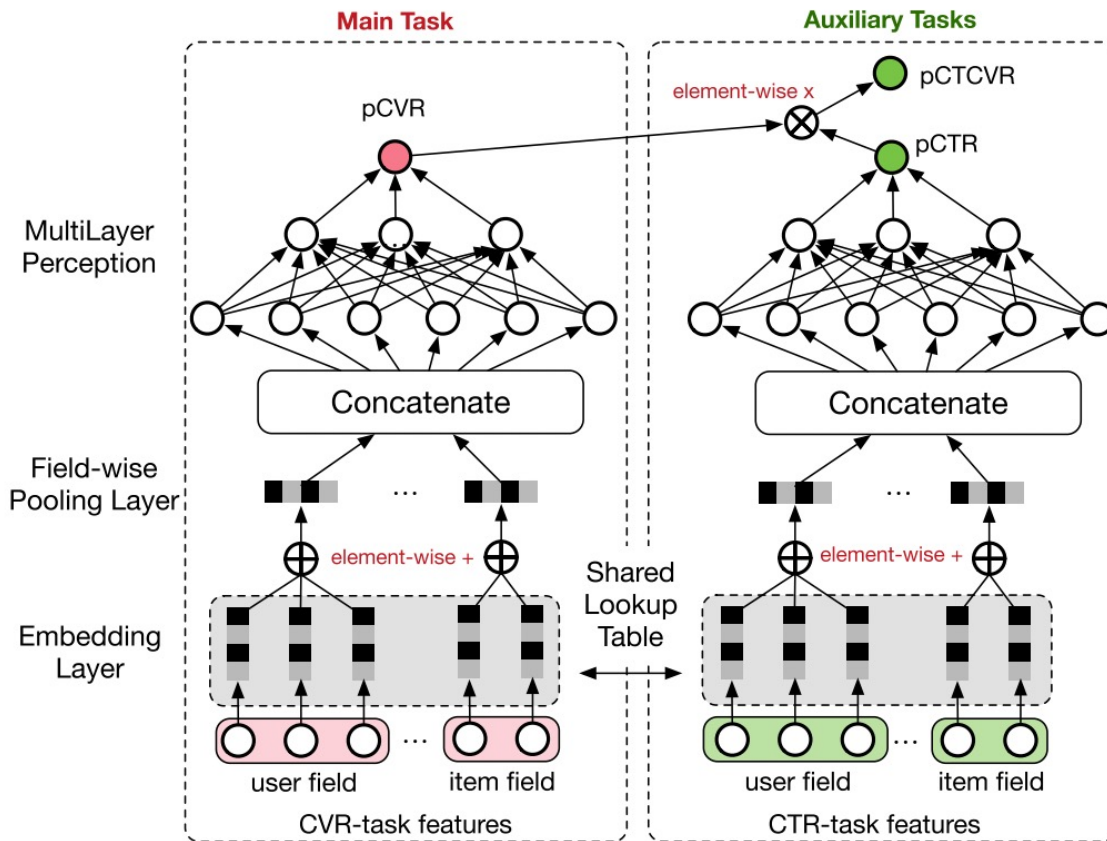 Main Task
Auxiliary Tasks
pCTCVR
element-wise x
pCVR
pCTR
MultiLayer
Perception
Concatenate
Concatenate
Field-wise
Pooling Layer
...
...
element-wise +
element-wise +
Shared
Lookup
Table
Embedding
Layer
...
...
user field
item field
user field
item field
CVR-task features
CTR-task features